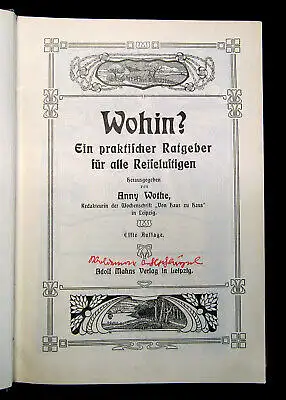 Wohin?
Ein praktischer Ratgeber
für alle Reiselustigen
Herausgegeben
von
Anny Wothe,
Redakteurin der Wochenschrift „Von Haus zu Haus“
in Leipzig.
Elfte Auflage.
Adolf Mahns Verlag in Leipzig.